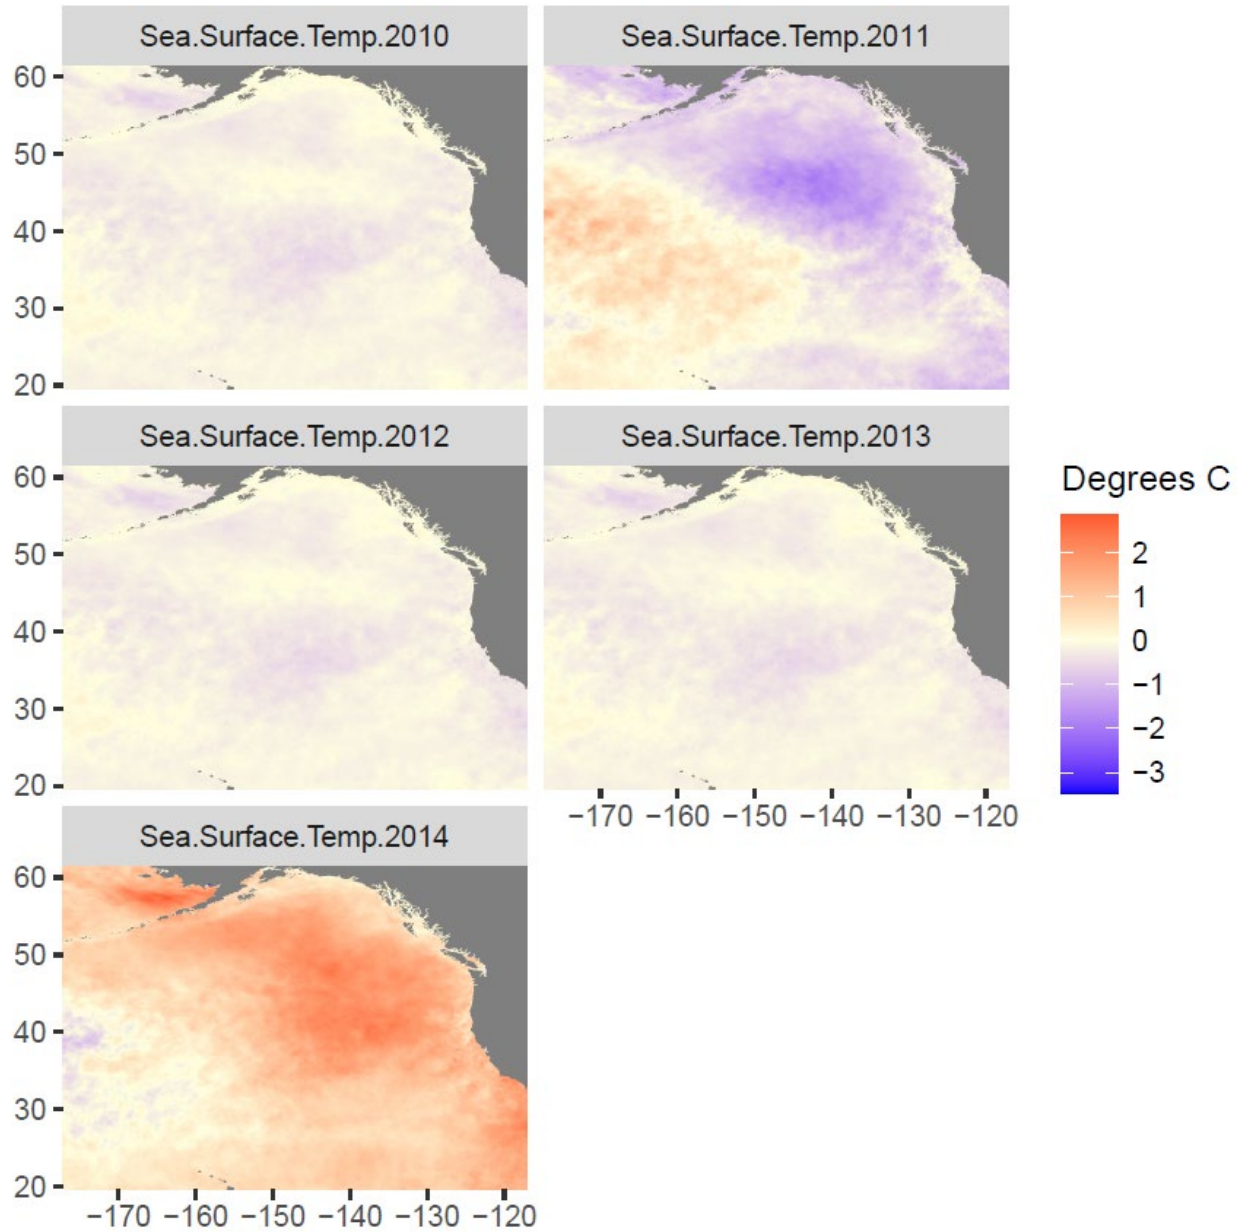 Sea.Surface.Temp.2010
Sea.Surface.Temp.2011
60
50
40
30
20
Sea.Surface.Temp.2012
Sea.Surface.Temp.2013
60
50
40
30
20
−170 −160 −150 −140 −130 −120
Sea.Surface.Temp.2014
60
50
40
30
20
−170 −160 −150 −140 −130 −120
Degrees C
2
1
0
−1
−2
−3